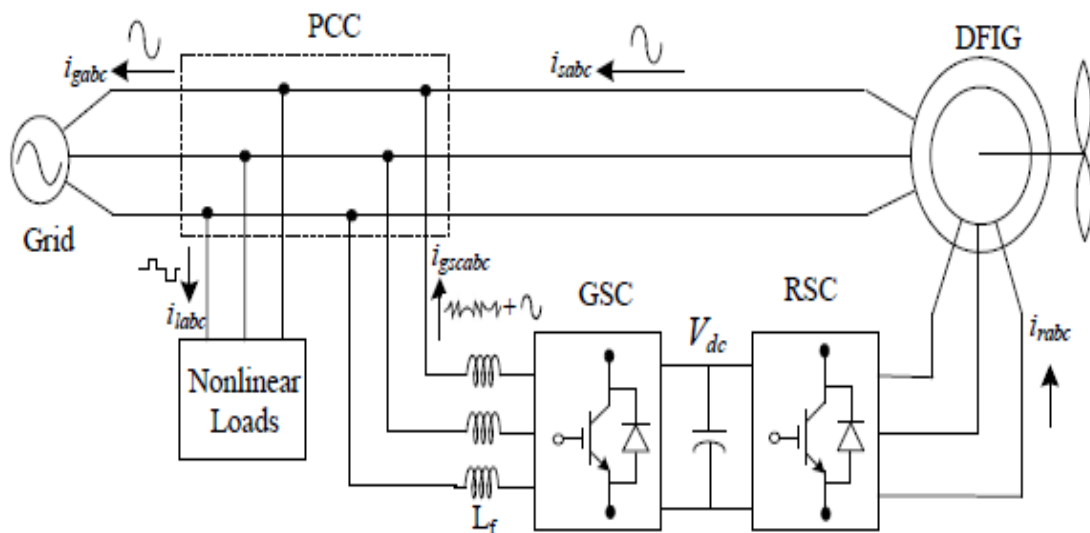 PCC
DFIG
i_gabc
i_sabc
Grid
i_labc
i_gscabc
+
GSC
RSC
V_dc
i_rabc
Nonlinear
Loads
L_f